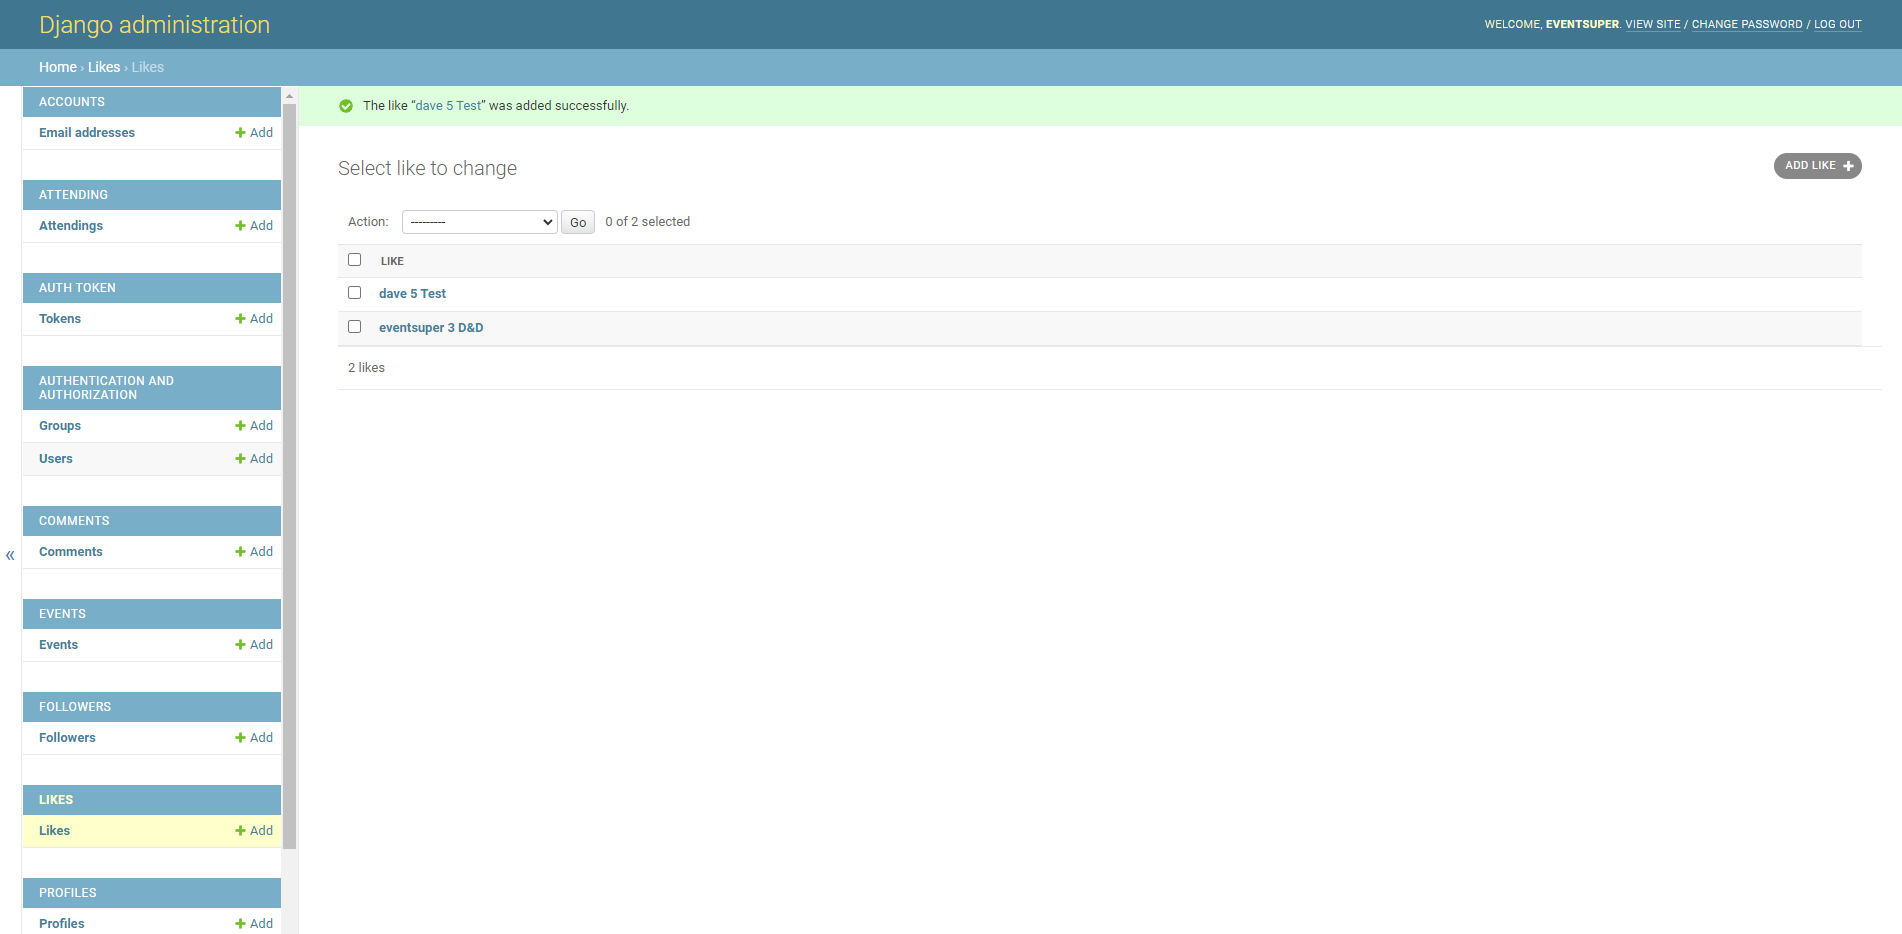 Django administration
WELCOME, EVENTSUPER. VIEW SITE / CHANGE PASSWORD / LOG OUT
Home › Likes › Likes
ACCOUNTS
Email addresses
Add
ATTENDING
Attendings
Add
AUTH TOKEN
Tokens
Add
AUTHENTICATION AND
AUTHORIZATION
Groups
Add
Users
Add
COMMENTS
Comments
Add
EVENTS
Events
Add
FOLLOWERS
Followers
Add
LIKES
Likes
Add
PROFILES
Profiles
Add
«
The like “dave 5 Test” was added successfully.
Select like to change
ADD LIKE
Action:
---------
Go
0 of 2 selected
LIKE
dave 5 Test
eventsuper 3 D&D
2 likes